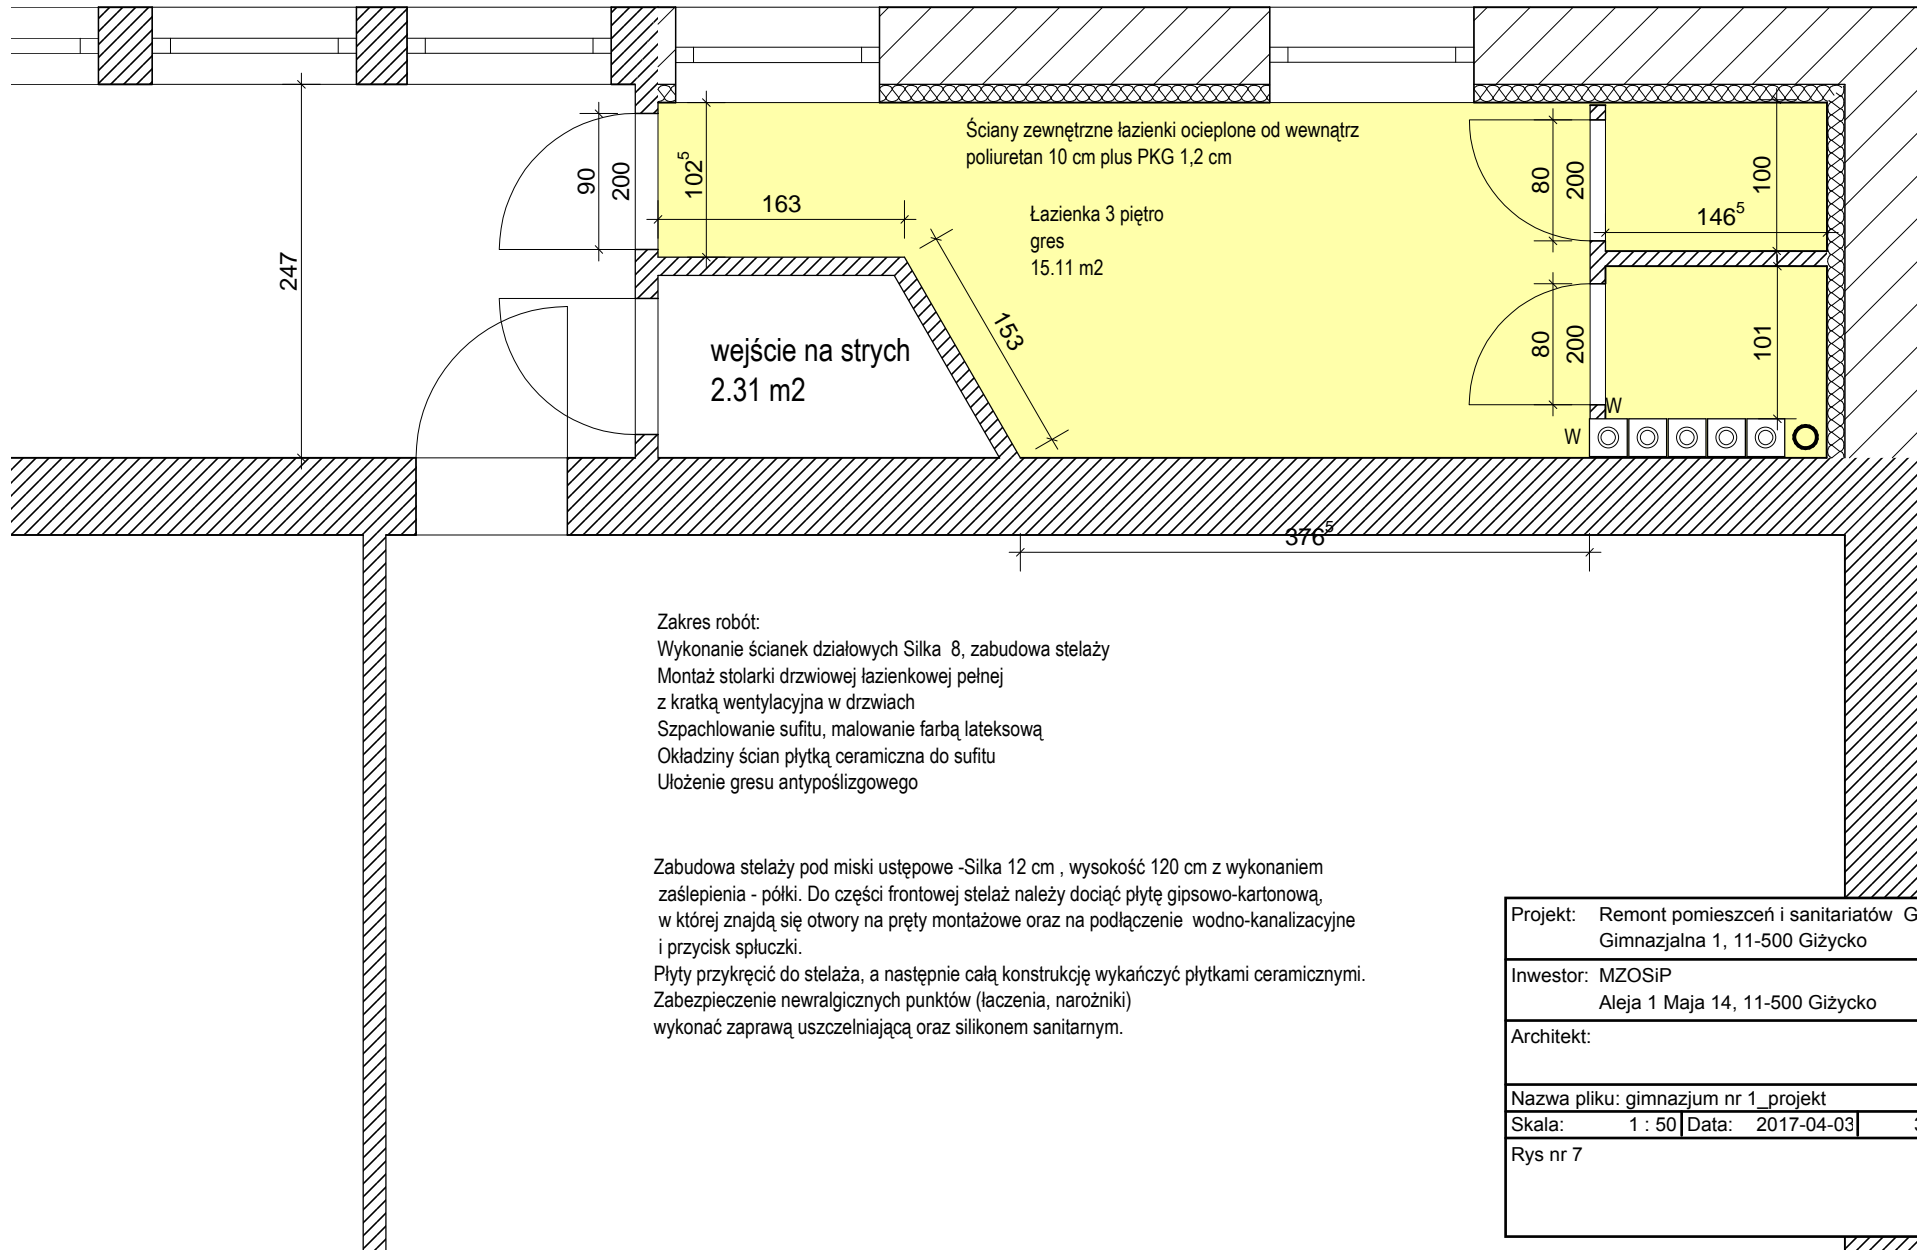 Ściany zewnętrzne łazienki ocieplone od wewnątrz
poliuretan 10 cm plus PKG 1,2 cm
Łazienka 3 piętro
gres
15.11 m2
90
200
102⁵
163
153
247
80
200
100
146⁵
80
200
101
W
W
wejście na strych
2.31 m2
376⁵
Zakres robót:
Wykonanie ścianek działowych Silka 8, zabudowa stelaży
Montaż stolarki drzwiowej łazienkowej pełnej
z kratką wentylacyjna w drzwiach
Szpachlowanie sufitu, malowanie farbą lateksową
Okładziny ścian płytką ceramiczna do sufitu
Ułożenie gresu antypoślizgowego
Zabudowa stelaży pod miski ustępowe -Silka 12 cm , wysokość 120 cm z wykonaniem
zaślepienia - półki. Do części frontowej stelaż należy dociąć płytę gipsowo-kartonową,
w której znajdą się otwory na pręty montażowe oraz na podłączenie wodno-kanalizacyjne
i przycisk spłuczki.
Płyty przykręcić do stelaża, a następnie całą konstrukcję wykańczyć płytkami ceramicznymi.
Zabezpieczenie newralgicznych punktów (łaczenia, narożniki)
wykonać zaprawą uszczelniającą oraz silikonem sanitarnym.
Projekt: Remont pomieszceń i sanitariatów G
Gimnazjalna 1, 11-500 Giżycko
Inwestor: MZOSiP
Aleja 1 Maja 14, 11-500 Giżycko
Architekt:
Nazwa pliku: gimnazjum nr 1_projekt
Skala: 1 : 50 Data: 2017-04-03
Rys nr 7